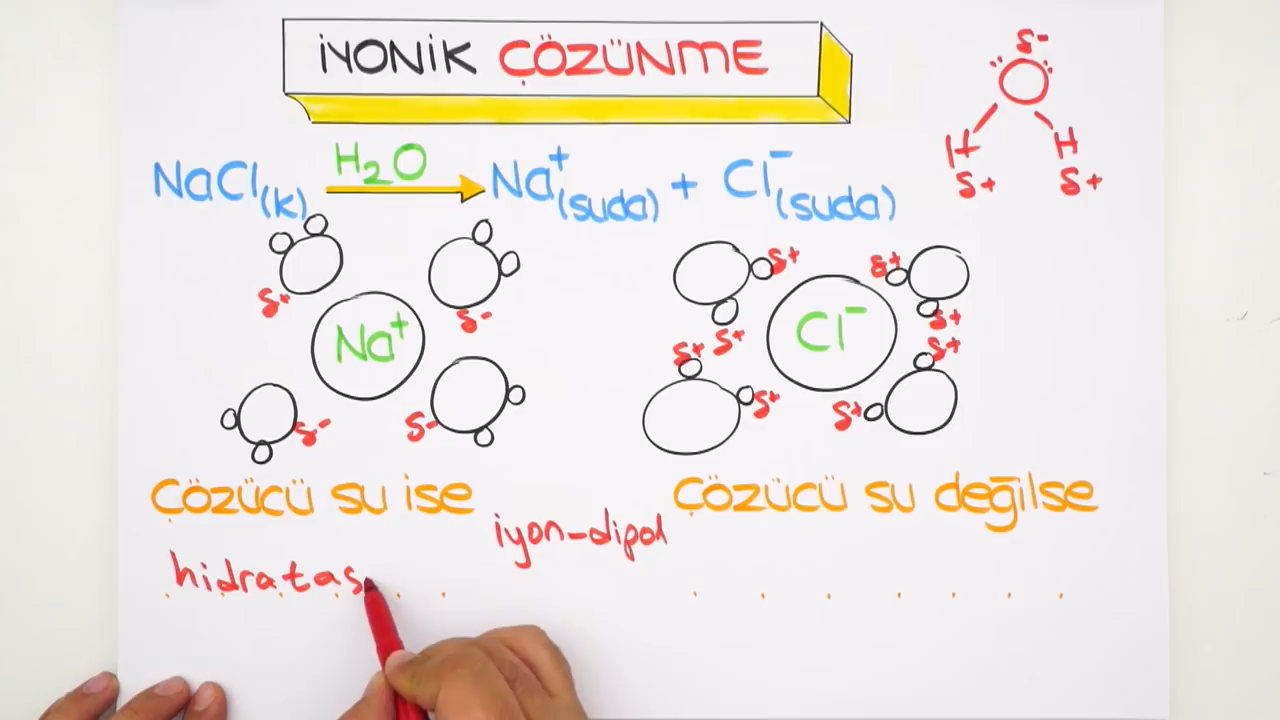 İYONİK ÇÖZÜNME
δ-
H H
δ+ δ+
NaCl(k) H₂O Na⁺(suda) + Cl⁻(suda)
δ+ δ+
δ+ δ- δ+
Na⁺ Cl⁻
δ+ δ+ δ+
δ- δ- δ+ δ+
Çözücü su ise Çözücü su değilse
iyon-dipol
hidratas